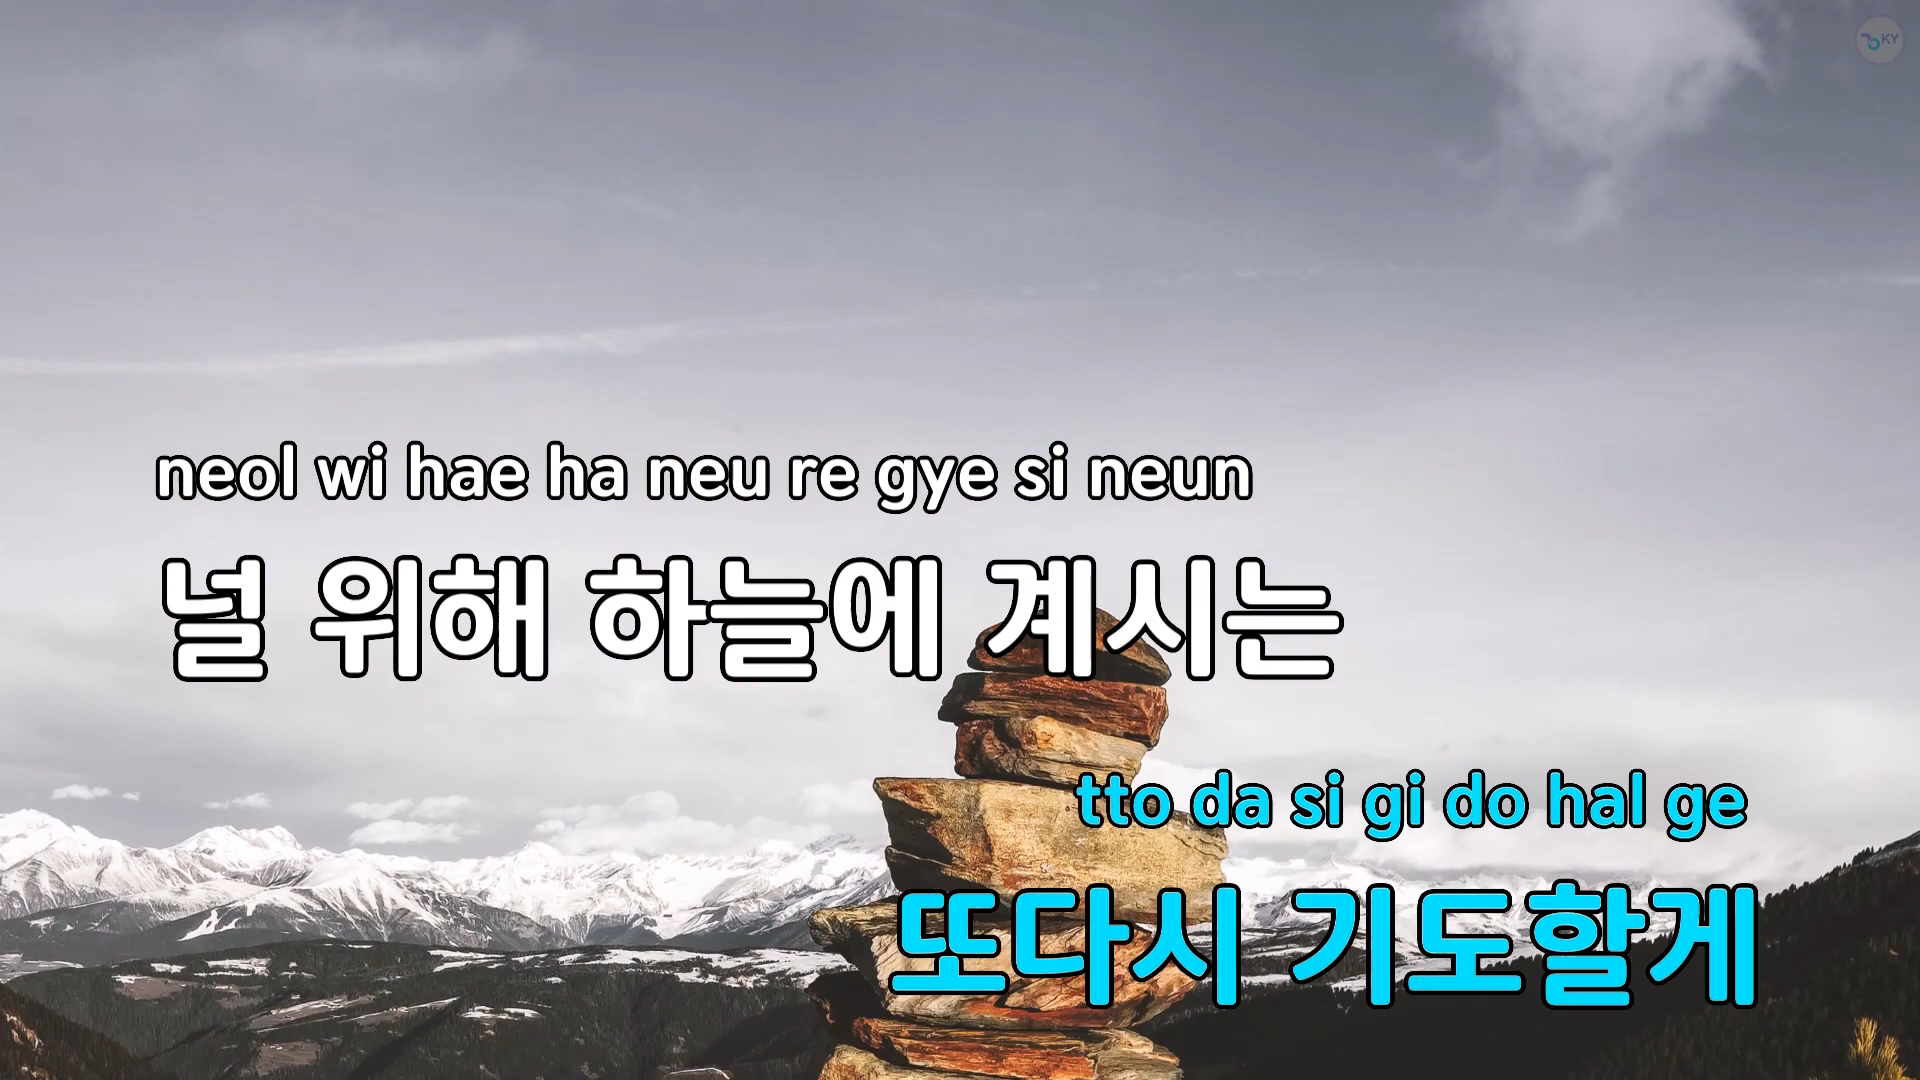 KY
neol wi hae ha neu re gye si neun
널 위해 하늘에 계시는
tto da si gi do hal ge
또다시 기도할게